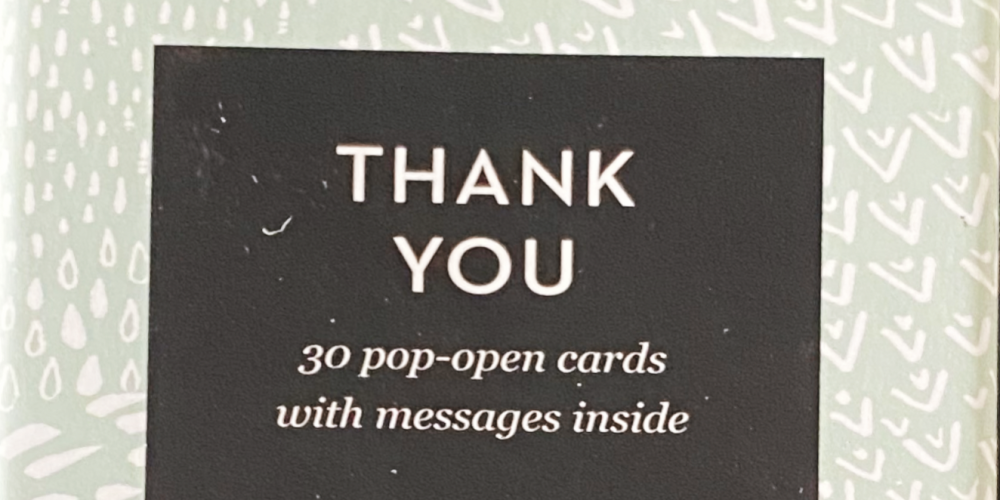 THANK
YOU
30 pop-open cards
with messages inside